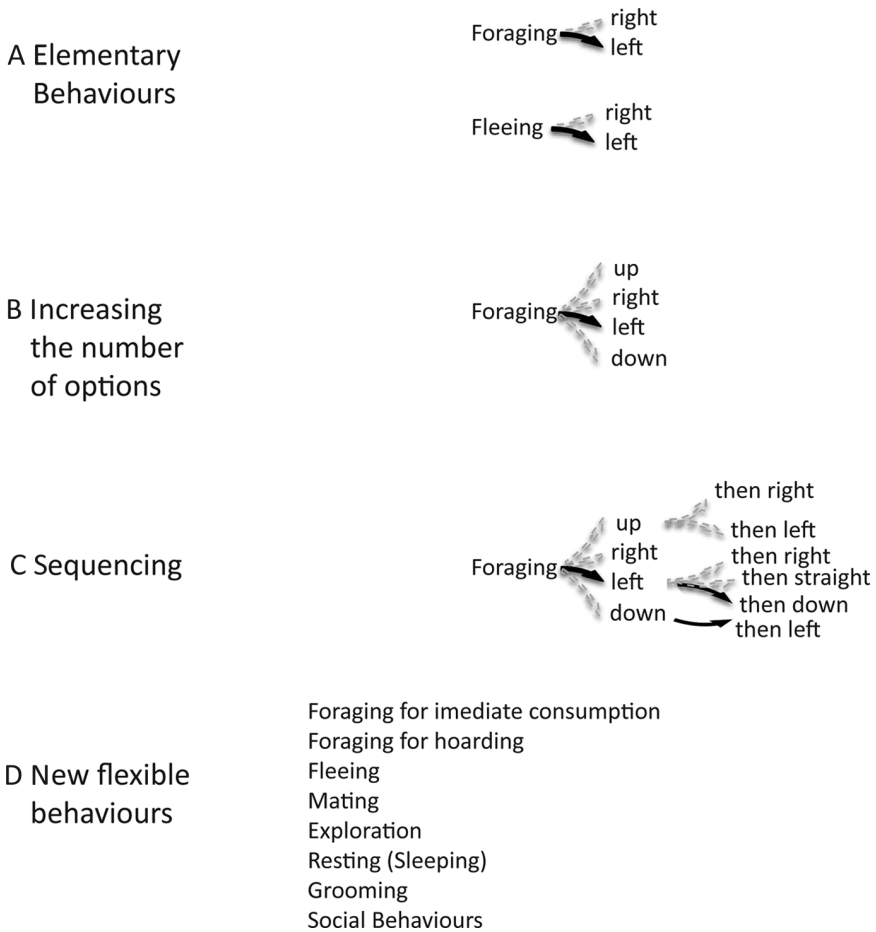 A Elementary
Behaviours
Foraging
right
left
Fleeing
right
left
B Increasing
the number
of options
Foraging
up
right
left
down
C Sequencing
Foraging
up
right
left
down
then right
then left
then right
then straight
then down
then left
D New flexible
behaviours
Foraging for imediate consumption
Foraging for hoarding
Fleeing
Mating
Exploration
Resting (Sleeping)
Grooming
Social Behaviours